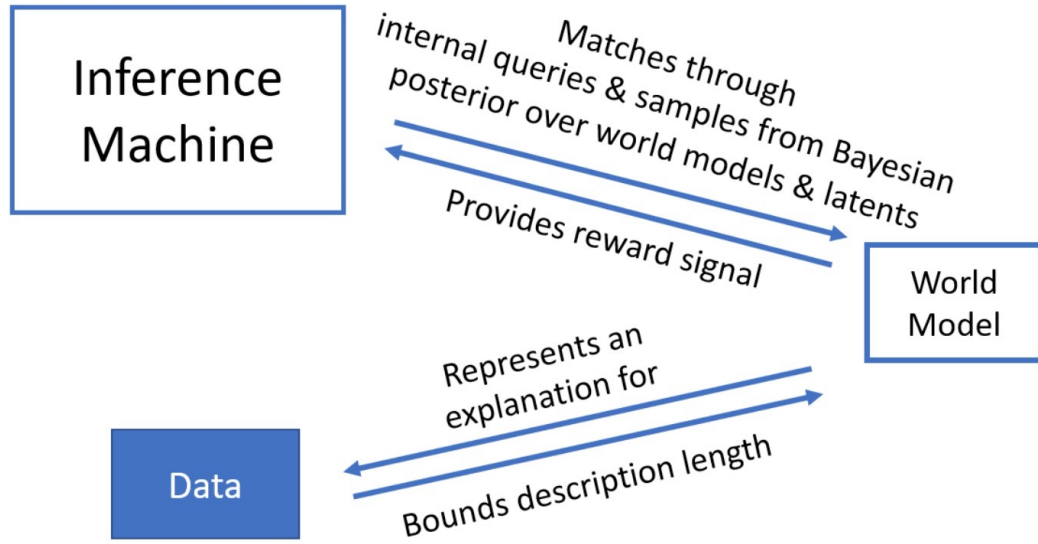 Inference
Machine
Matches through
internal queries & samples from Bayesian
posterior over world models & latents
Provides reward signal
World
Model
Represents an
explanation for
Data
Bounds description length